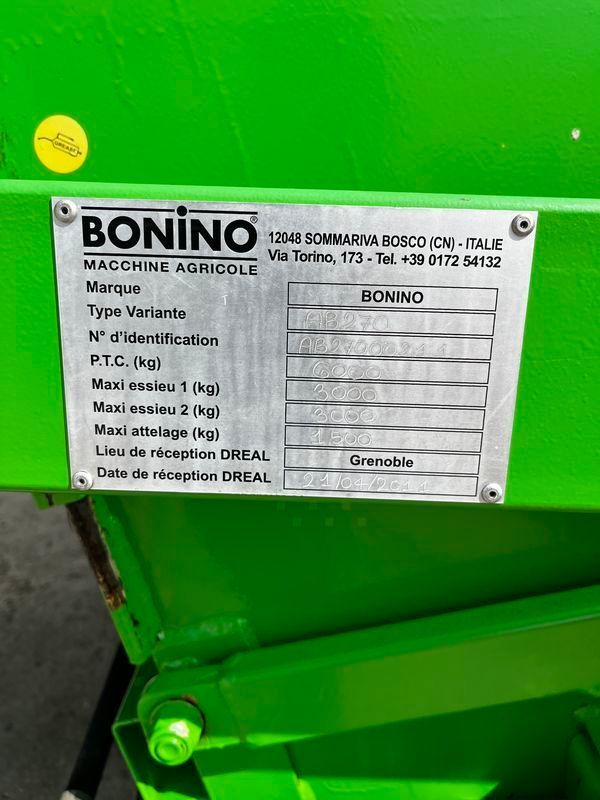 GREASE
BONINO®
MACCHINE AGRICOLE
12048 SOMMARIVA BOSCO (CN) - ITALIE
Via Torino, 173 - Tel. +39 0172 54132
Marque BONINO
Type Variante AB270
N° d'identification
P.T.C. (kg) 6000
Maxi essieu 1 (kg) 3000
Maxi essieu 2 (kg) 3000
Maxi attelage (kg) 1500
Lieu de réception DREAL Grenoble
Date de réception DREAL 21/04/2011